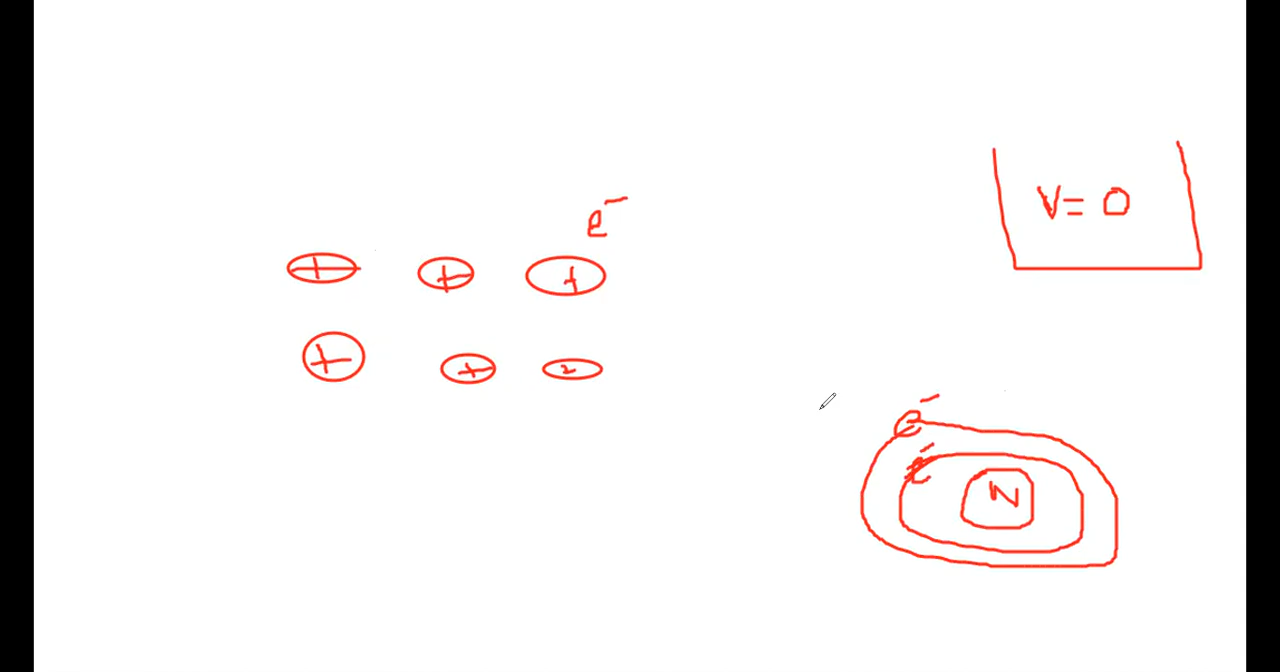 e⁻
V= 0
+ + +
+ +
e⁻
e⁻
N